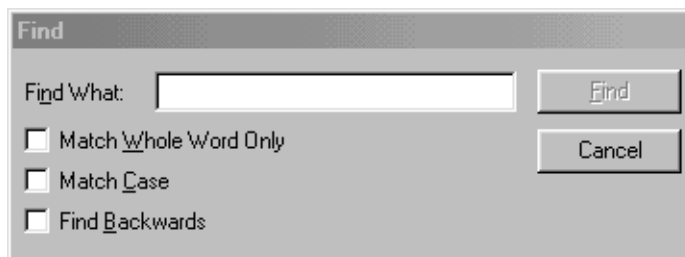 Find
Find What:
Find
Match Whole Word Only
Cancel
Match Case
Find Backwards